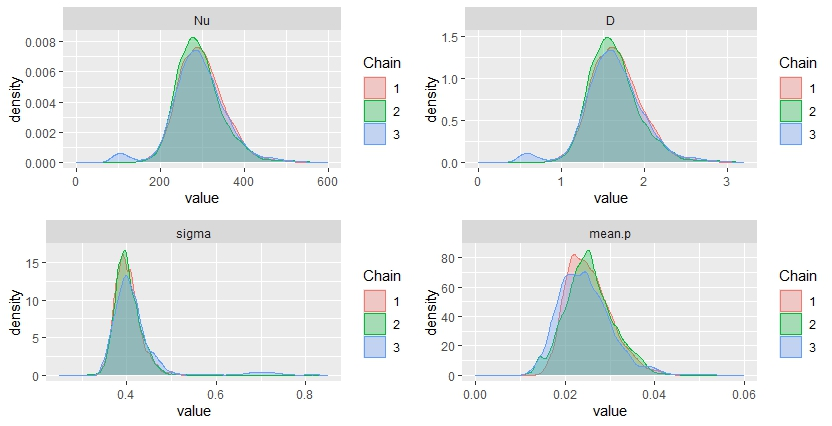 Nu
0.008
0.006
0.004
0.002
0.000
density
0 200 400 600
value
Chain
1
2
3
D
1.5
1.0
0.5
0.0
density
0 1 2 3
value
Chain
1
2
3
sigma
15
10
5
0
density
0.4 0.6 0.8
value
Chain
1
2
3
mean.p
80
60
40
20
0
density
0.00 0.02 0.04 0.06
value
Chain
1
2
3